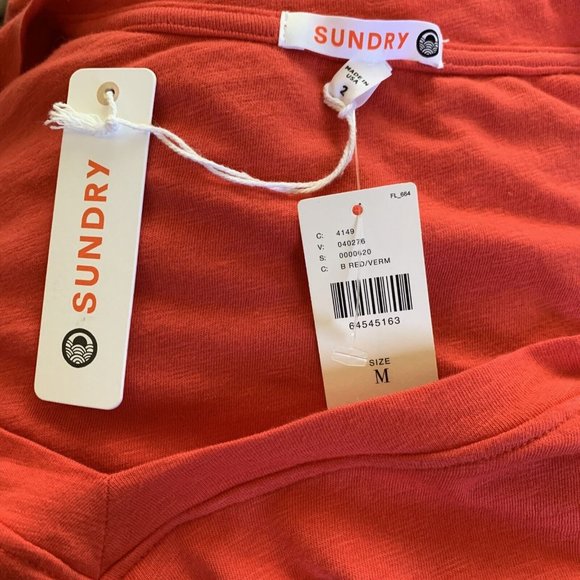 SUNDRY
MADE IN
USA
2
SUNDRY
FL_664
C: 4149
V: 040276
S: 0000620
C: B RED/VERM
64545163
SIZE
M